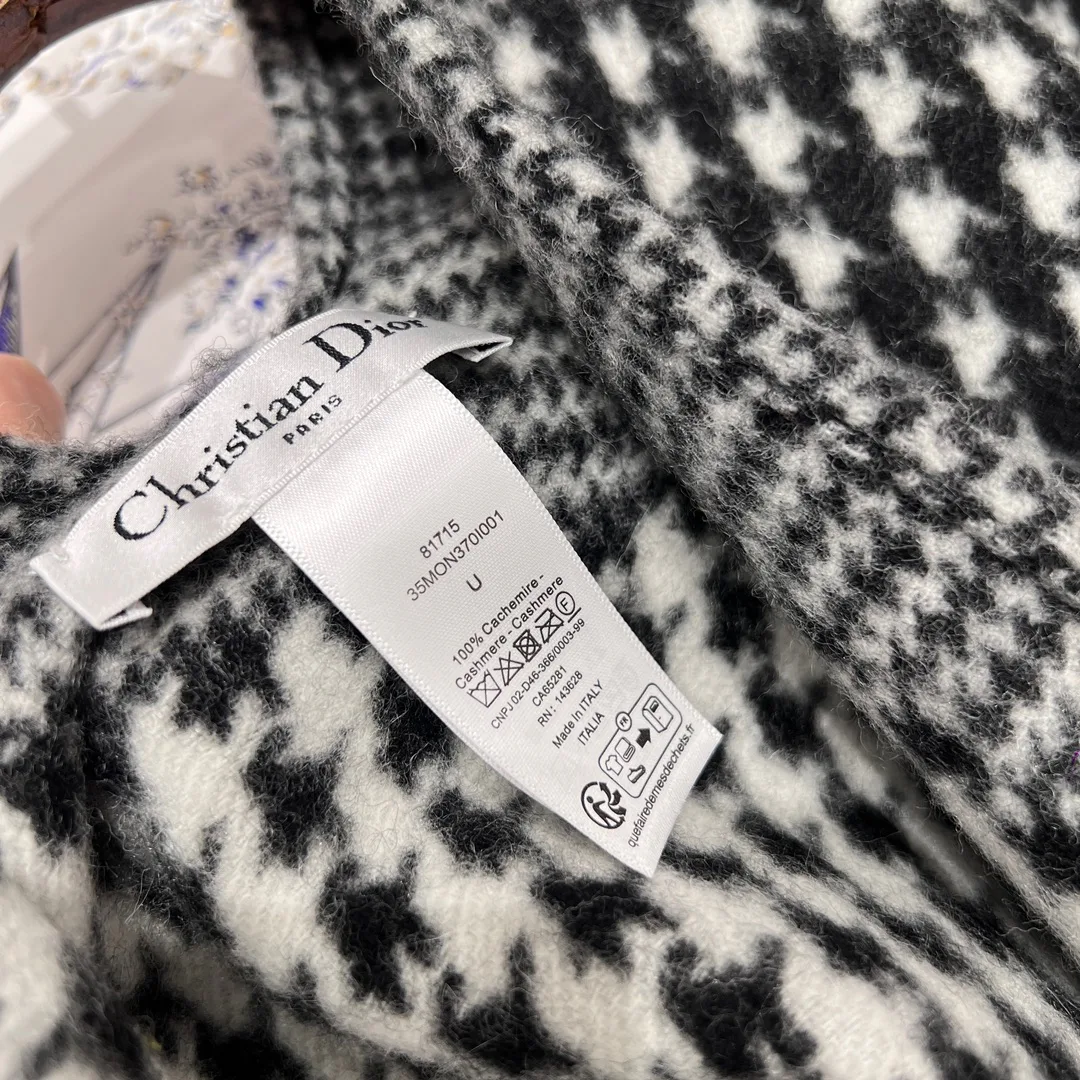 Christian Dior
PARIS
81715
35MON370I001
U
100% Cachemire -
Cashmere - Cashmere
F
CNPJ 02-D46-366/0003-99
CA65281
RN: 143628
Made in ITALY
ITALIA
FR
quefairedemesdechets.fr